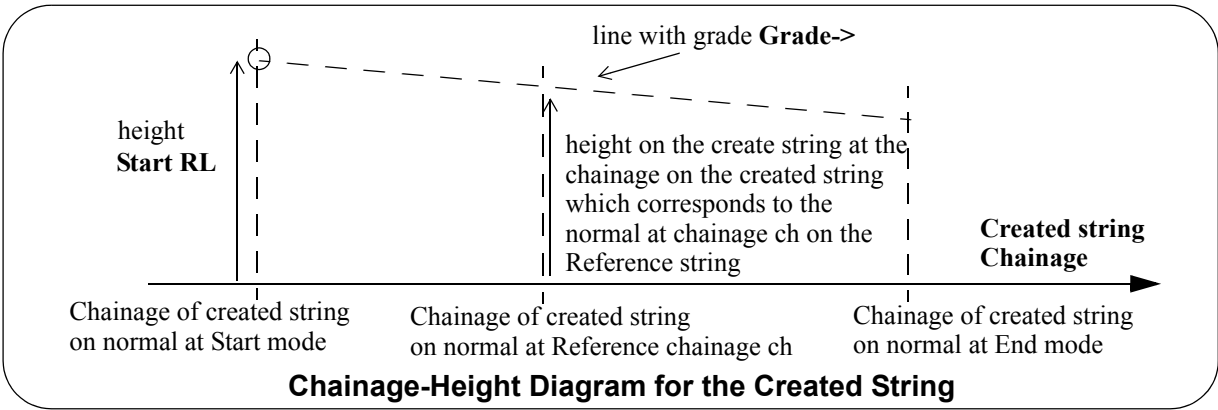 line with grade Grade->
height
Start RL
height on the create string at the
chainage on the created string
which corresponds to the
normal at chainage ch on the
Reference string
Created string
Chainage
Chainage of created string
on normal at Start mode
Chainage of created string
on normal at Reference chainage ch
Chainage of created string
on normal at End mode
Chainage-Height Diagram for the Created String